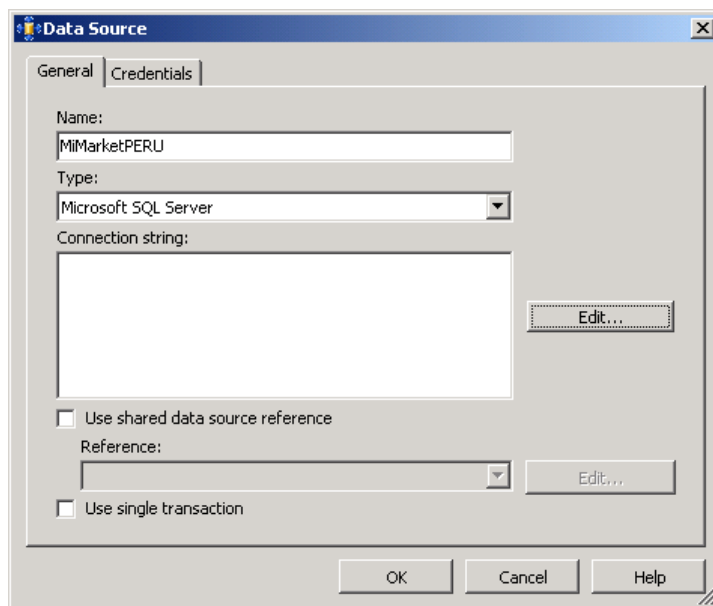 Data Source
General
Credentials
Name:
MiMarketPERU
Type:
Microsoft SQL Server
Connection string:
Edit...
Use shared data source reference
Reference:
Edit...
Use single transaction
OK
Cancel
Help